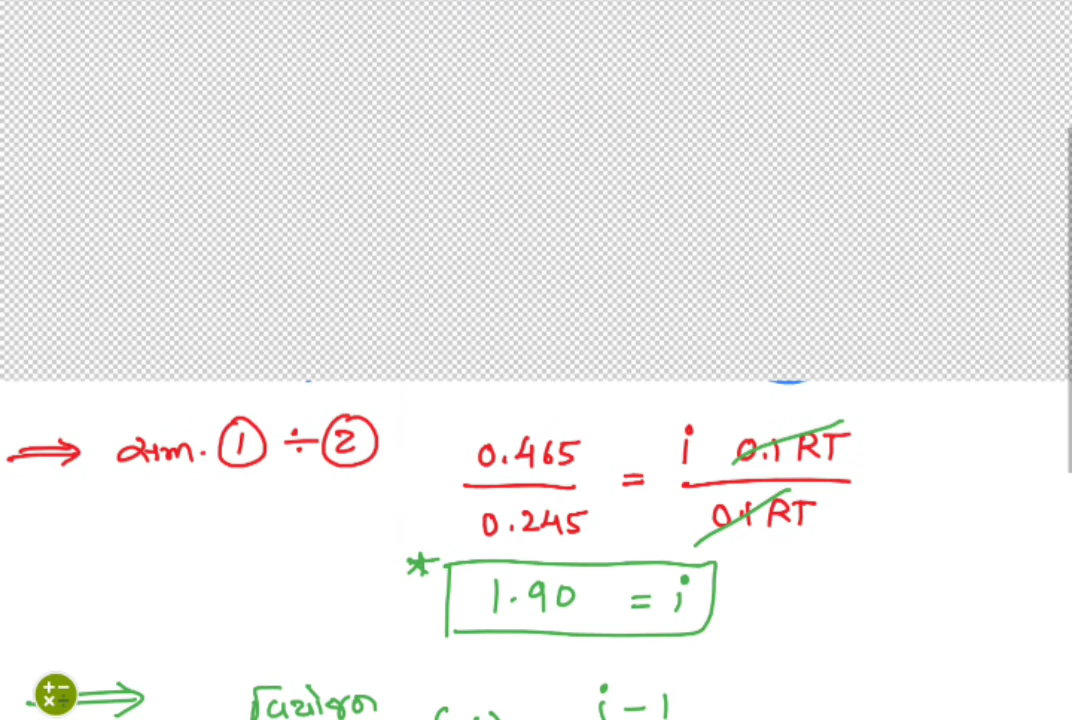 ⇒ સમ. ① ÷ ② 0.465 / 0.245 = i 0.1 RT / 0.1 RT
* 1.90 = i
⇒ વિયોજન i - 1